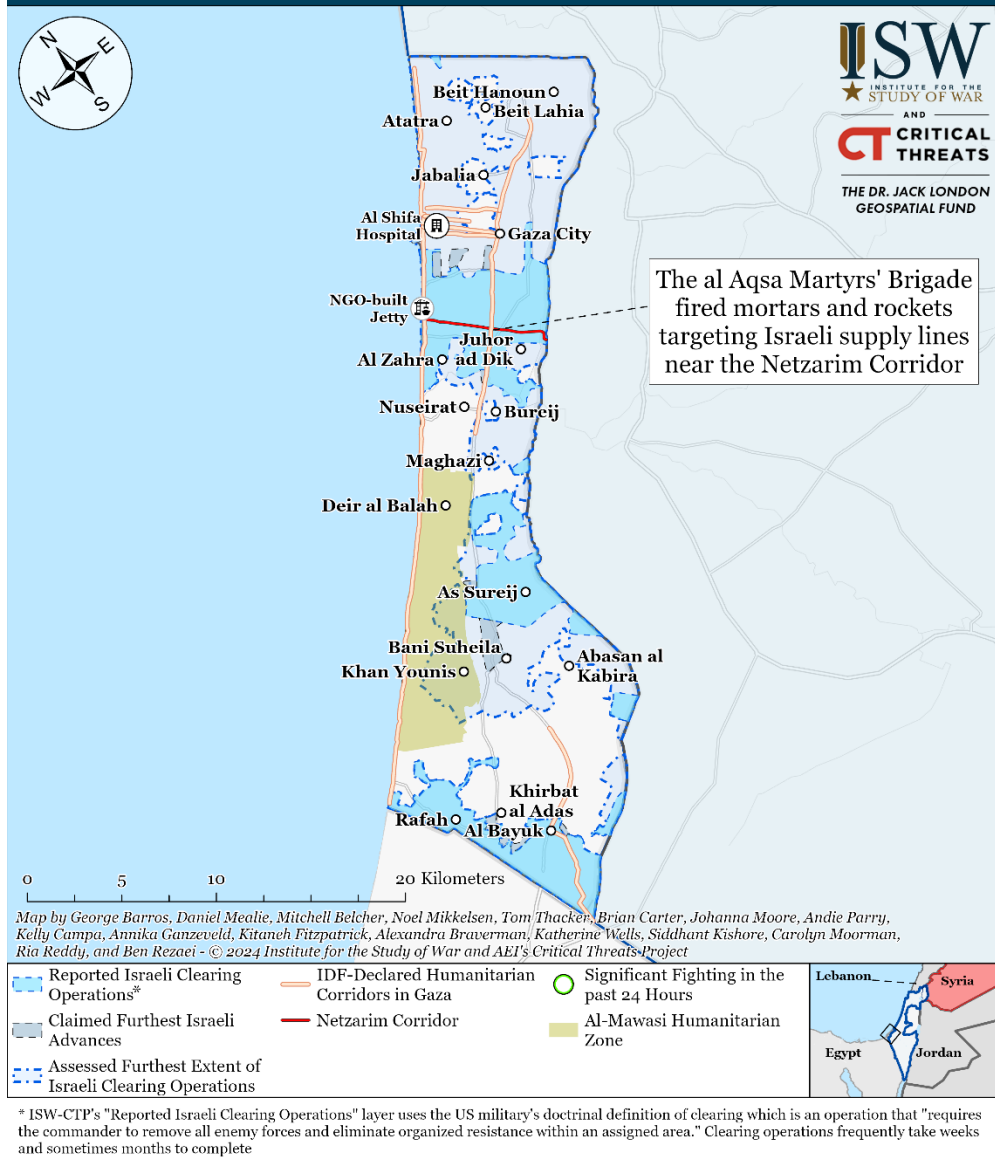 N
E
W
S
ISW
INSTITUTE FOR THE
STUDY OF WAR
AND
CT CRITICAL
THREATS
THE DR. JACK LONDON
GEOSPATIAL FUND
Beit Hanoun
Beit Lahia
Atatra
Jabalia
Al Shifa
Hospital
Gaza City
NGO-built
Jetty
The al Aqsa Martyrs' Brigade
fired mortars and rockets
targeting Israeli supply lines
near the Netzarim Corridor
Juhor
ad Dik
Al Zahra
Nuseirat
Bureij
Maghazi
Deir al Balah
As Sureij
Bani Suheila
Abasan al
Kabira
Khan Younis
Khirbat
al Adas
Rafah
Al Bayuk
0
5
10
20 Kilometers
Map by George Barros, Daniel Mealie, Mitchell Belcher, Noel Mikkelsen, Tom Thacker, Brian Carter, Johanna Moore, Andie Parry,
Kelly Campa, Annika Ganzeveld, Kitaneh Fitzpatrick, Alexandra Braverman, Katherine Wells, Siddhant Kishore, Carolyn Moorman,
Ria Reddy, and Ben Rezaei - © 2024 Institute for the Study of War and AEI's Critical Threats Project
Reported Israeli Clearing
Operations*
Claimed Furthest Israeli
Advances
Assessed Furthest Extent of
Israeli Clearing Operations
IDF-Declared Humanitarian
Corridors in Gaza
Netzarim Corridor
Significant Fighting in the
past 24 Hours
Al-Mawasi Humanitarian
Zone
Lebanon
Syria
Egypt
Jordan
* ISW-CTP's "Reported Israeli Clearing Operations" layer uses the US military's doctrinal definition of clearing which is an operation that "requires
the commander to remove all enemy forces and eliminate organized resistance within an assigned area." Clearing operations frequently take weeks
and sometimes months to complete